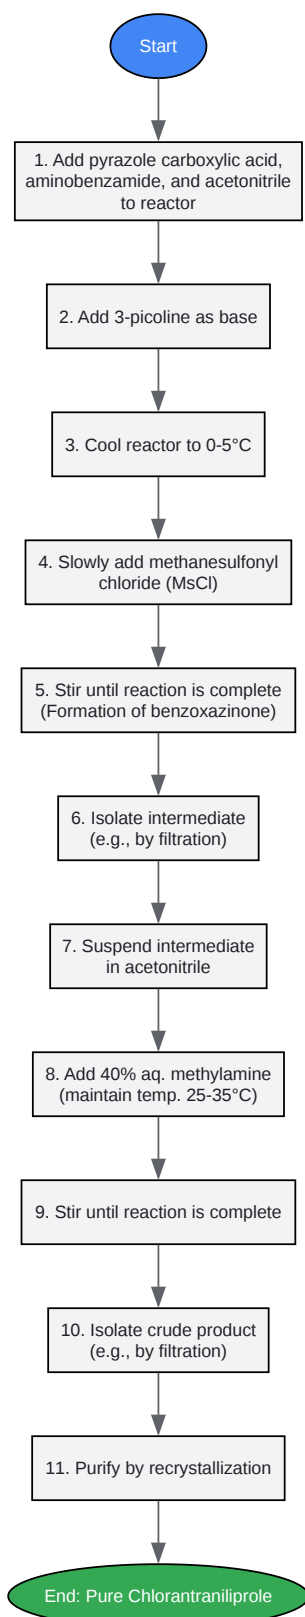 Start
1. Add pyrazole carboxylic acid,
aminobenzamide, and acetonitrile
to reactor
2. Add 3-picoline as base
3. Cool reactor to 0-5°C
4. Slowly add methanesulfonyl
chloride (MsCl)
5. Stir until reaction is complete
(Formation of benzoxazinone)
6. Isolate intermediate
(e.g., by filtration)
7. Suspend intermediate
in acetonitrile
8. Add 40% aq. methylamine
(maintain temp. 25-35°C)
9. Stir until reaction is complete
10. Isolate crude product
(e.g., by filtration)
11. Purify by recrystallization
End: Pure Chlorantraniliprole